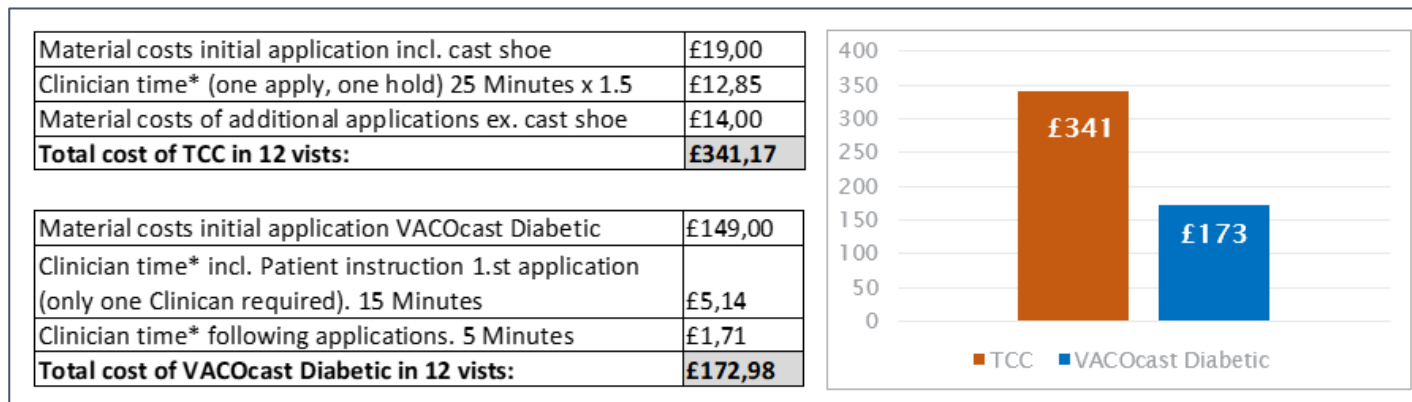 Material costs initial application incl. cast shoe £19,00
Clinician time* (one apply, one hold) 25 Minutes x 1.5 £12,85
Material costs of additional applications ex. cast shoe £14,00
Total cost of TCC in 12 vists: £341,17
Material costs initial application VACOcast Diabetic £149,00
Clinician time* incl. Patient instruction 1.st application
(only one Clinican required). 15 Minutes £5,14
Clinician time* following applications. 5 Minutes £1,71
Total cost of VACOcast Diabetic in 12 vists: £172,98
400
350
300
250
200
150
100
50
0
£341
£173
TCC VACOcast Diabetic